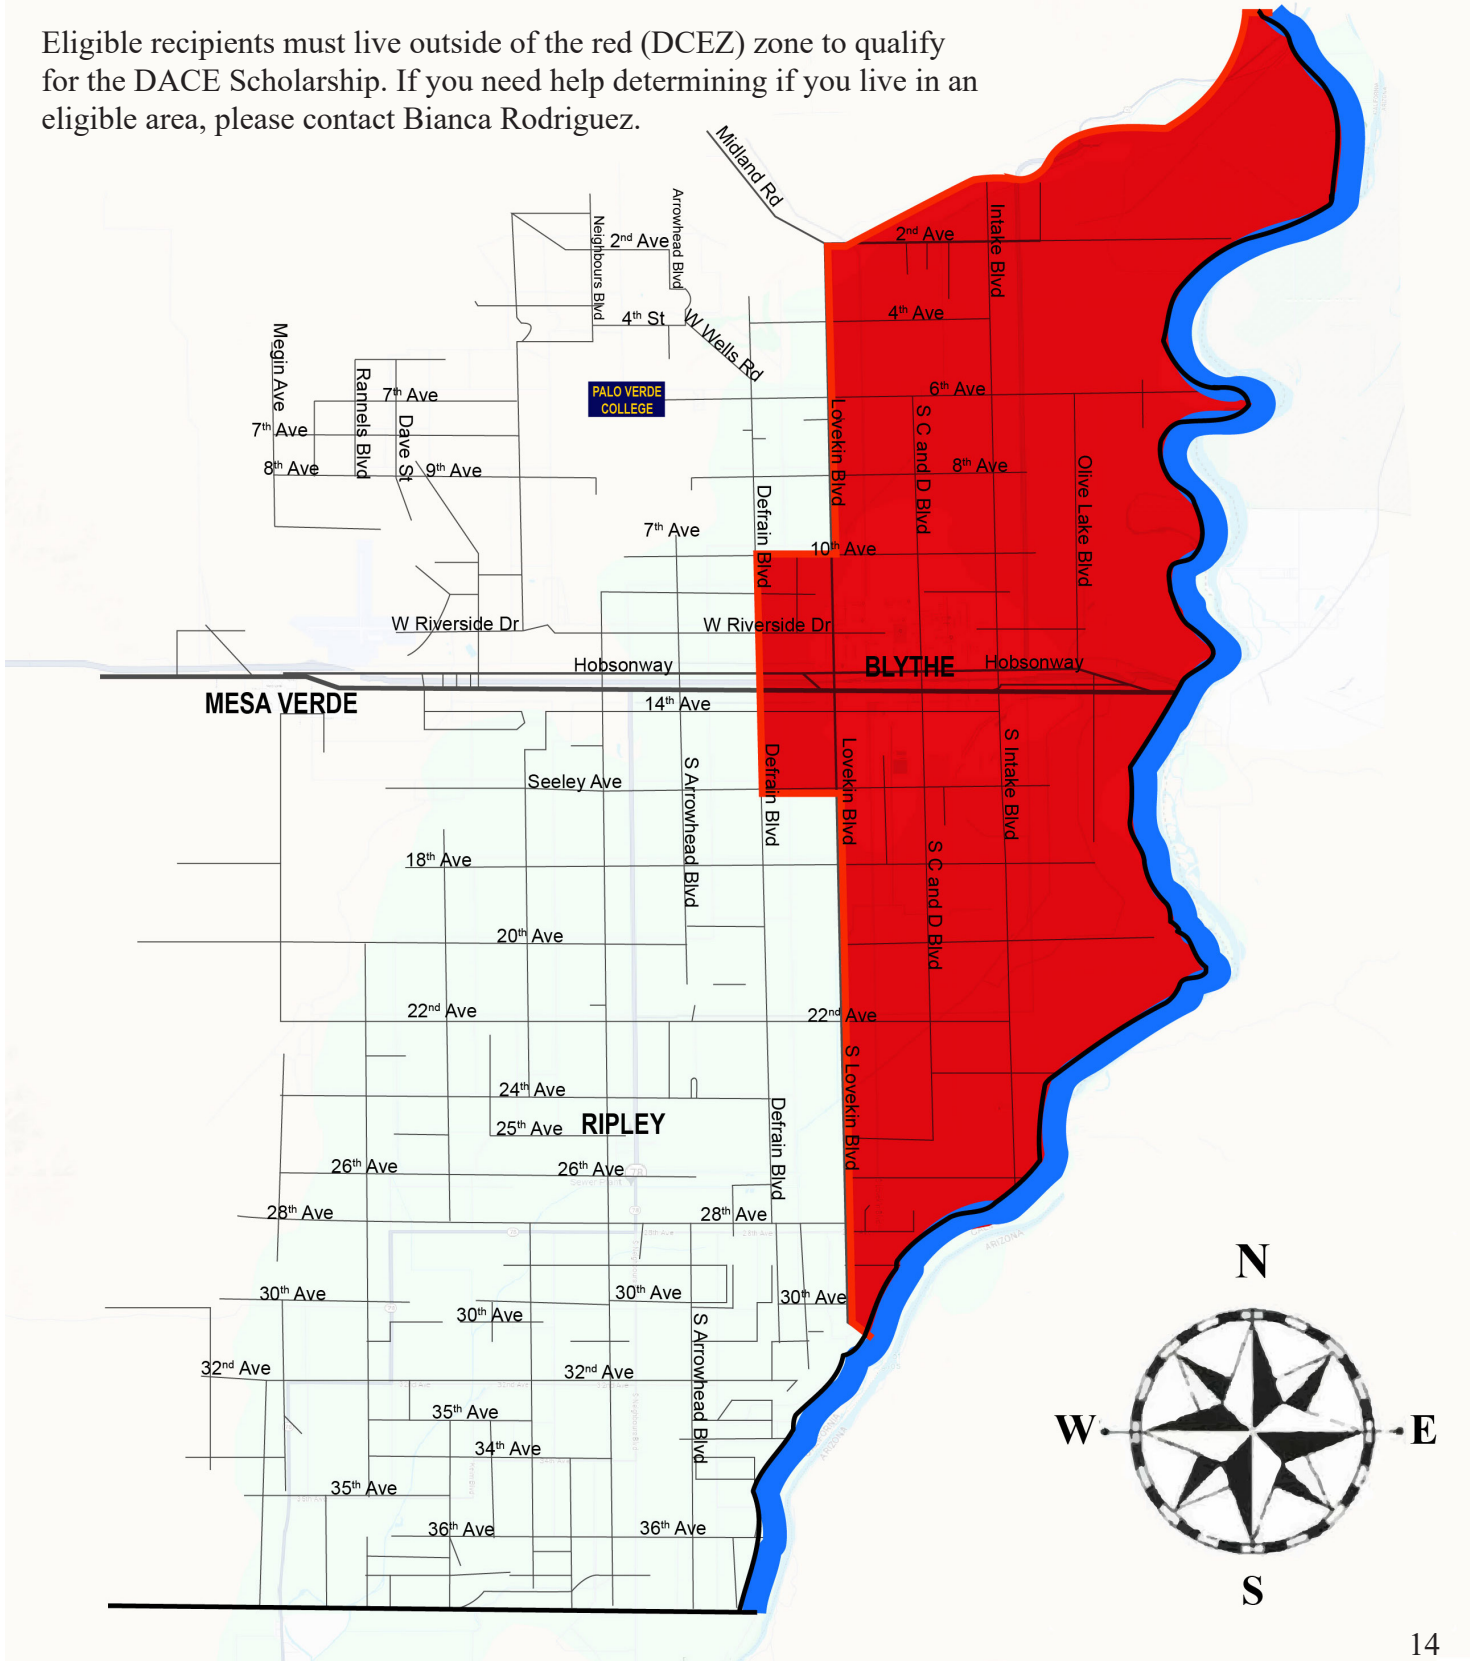 Eligible recipients must live outside of the red (DCEZ) zone to qualify
for the DACE Scholarship. If you need help determining if you live in an
eligible area, please contact Bianca Rodriguez.
Midland Rd
Arrowhead Blvd
Neighbours Blvd
2nd Ave
2nd Ave
Intake Blvd
4th St
W Wells Rd
4th Ave
Megin Ave
Rannels Blvd
7th Ave
Dave St
PALO VERDE
COLLEGE
6th Ave
Lovekin Blvd
S C and D Blvd
7th Ave
8th Ave
9th Ave
8th Ave
Olive Lake Blvd
Defrain Blvd
7th Ave
10th Ave
W Riverside Dr
W Riverside Dr
Hobsonway
BLYTHE
Hobsonway
MESA VERDE
14th Ave
S Intake Blvd
Lovekin Blvd
Defrain Blvd
S Arrowhead Blvd
Seeley Ave
18th Ave
S C and D Blvd
20th Ave
22nd Ave
22nd Ave
S Lovekin Blvd
24th Ave
Defrain Blvd
25th Ave
RIPLEY
26th Ave
26th Ave
78
Sewer Plant
28th Ave
28th Ave
ARIZONA
30th Ave
30th Ave
30th Ave
30th Ave
S Arrowhead Blvd
32nd Ave
32nd Ave
35th Ave
34th Ave
ARIZONA
35th Ave
36th Ave
36th Ave
N
W
E
S
14